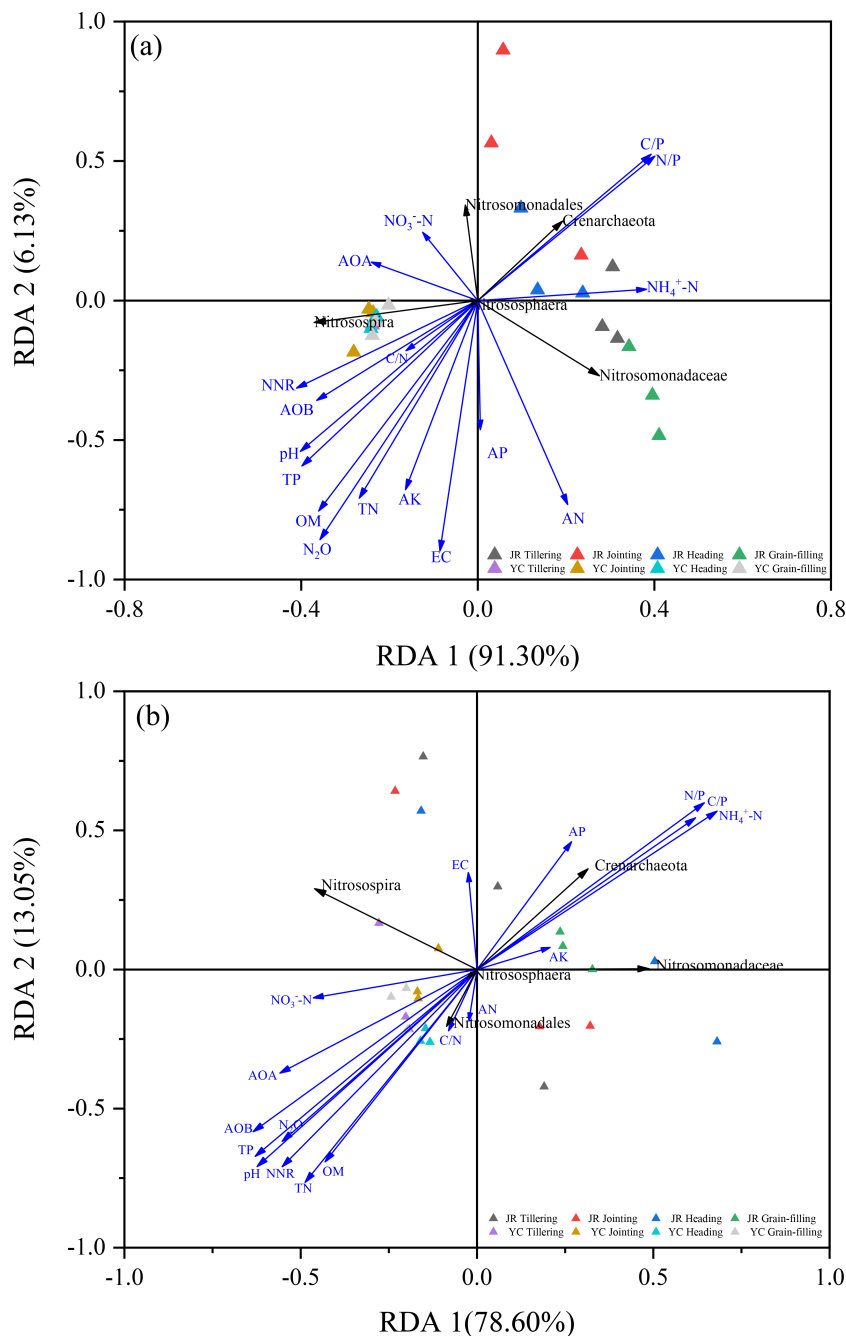 (a)
1.0
0.5
0.0
-0.5
-1.0
RDA 2 (6.13%)
C/P
N/P
Nitrosomonadales
NO₃⁻-N
Crenarchaeota
AOA
NH₄⁺-N
Nitrososphaera
Nitrosospira
C/N
NNR
Nitrosomonadaceae
AOB
pH
AP
TP
AK
TN
OM
AN
N₂O
EC
JR Tillering JR Jointing JR Heading JR Grain-filling
YC Tillering YC Jointing YC Heading YC Grain-filling
-0.8 -0.4 0.0 0.4 0.8
RDA 1 (91.30%)
(b)
1.0
0.5
0.0
-0.5
-1.0
RDA 2 (13.05%)
N/P
C/P
NH₄⁺-N
AP
EC
Crenarchaeota
Nitrosospira
AK
Nitrosomonadaceae
Nitrososphaera
NO₃⁻-N
AN
Nitrosomonadales
C/N
AOA
AOB
N₂O
TP
pH
NNR
OM
TN
JR Tillering JR Jointing JR Heading JR Grain-filling
YC Tillering YC Jointing YC Heading YC Grain-filling
-1.0 -0.5 0.0 0.5 1.0
RDA 1(78.60%)